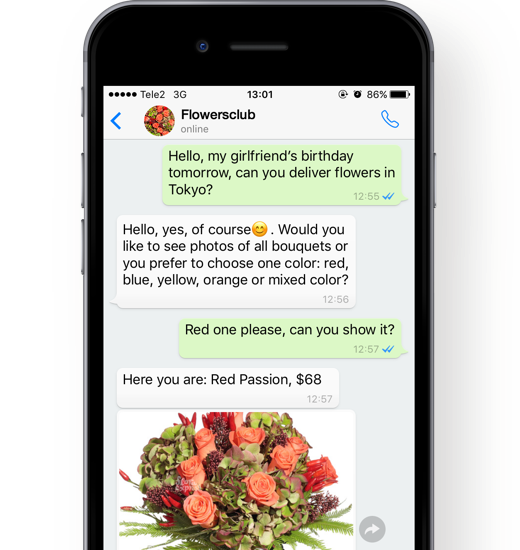 Tele2 3G 13:01 86%
Flowersclub
online
Hello, my girlfriend's birthday
tomorrow, can you deliver flowers in
Tokyo?
12:55
Hello, yes, of course😊 . Would you
like to see photos of all bouquets or
you prefer to choose one color: red,
blue, yellow, orange or mixed color?
12:56
Red one please, can you show it?
12:57
Here you are: Red Passion, $68
12:57